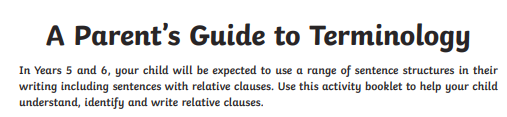 A Parent's Guide to Terminology
In Years 5 and 6, your child will be expected to use a range of sentence structures in their
writing including sentences with relative clauses. Use this activity booklet to help your child
understand, identify and write relative clauses.